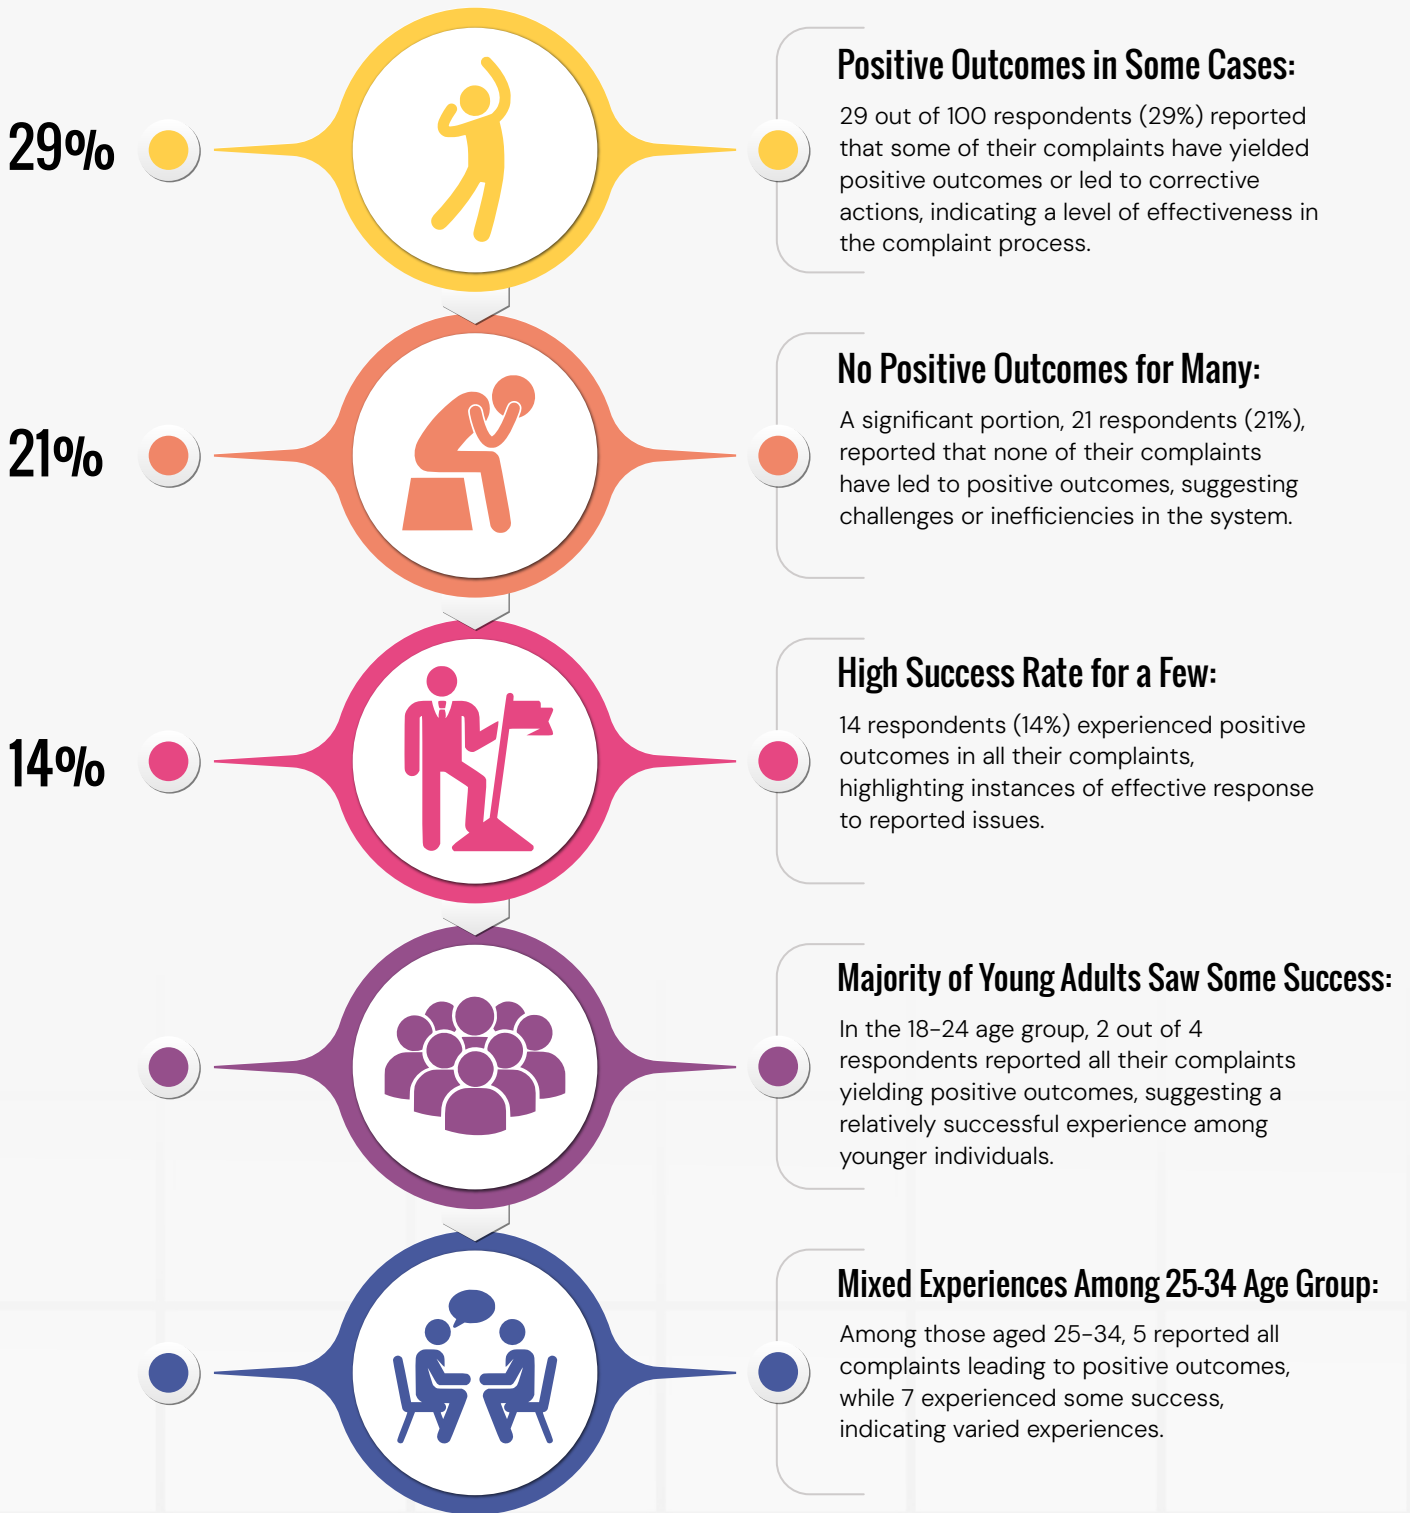 29%
Positive Outcomes in Some Cases:
29 out of 100 respondents (29%) reported
that some of their complaints have yielded
positive outcomes or led to corrective
actions, indicating a level of effectiveness in
the complaint process.
21%
No Positive Outcomes for Many:
A significant portion, 21 respondents (21%),
reported that none of their complaints
have led to positive outcomes, suggesting
challenges or inefficiencies in the system.
14%
High Success Rate for a Few:
14 respondents (14%) experienced positive
outcomes in all their complaints,
highlighting instances of effective response
to reported issues.
Majority of Young Adults Saw Some Success:
In the 18-24 age group, 2 out of 4
respondents reported all their complaints
yielding positive outcomes, suggesting a
relatively successful experience among
younger individuals.
Mixed Experiences Among 25-34 Age Group:
Among those aged 25-34, 5 reported all
complaints leading to positive outcomes,
while 7 experienced some success,
indicating varied experiences.